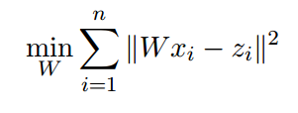 min_W ∑_{i=1}^{n} ‖Wx_i − z_i‖²